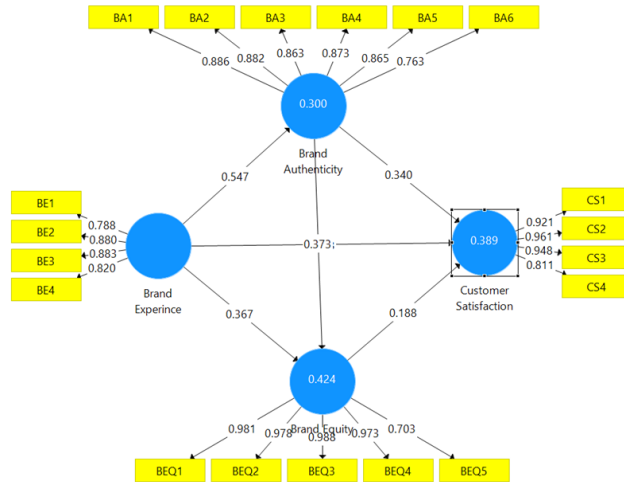 BA1 BA2 BA3 BA4 BA5 BA6
0.886 0.882 0.863 0.873 0.865 0.763
0.300
Brand
Authenticity
0.547
0.340
BE1
BE2
BE3
BE4
0.788
0.880
0.883
0.820
Brand
Experince
0.373
0.389
Customer
Satisfaction
0.921
0.961
0.948
0.811
CS1
CS2
CS3
CS4
0.367
0.188
0.424
Brand Equity
0.981 0.978 0.988 0.973 0.703
BEQ1 BEQ2 BEQ3 BEQ4 BEQ5